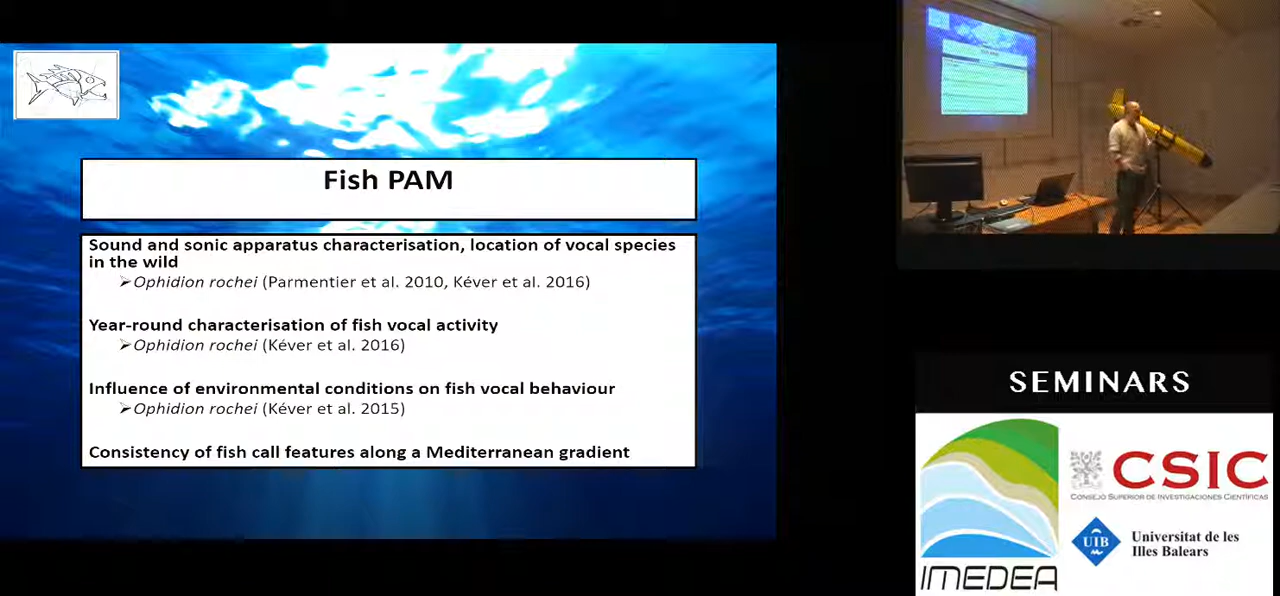 Fish PAM
Sound and sonic apparatus characterisation, location of vocal species
in the wild
➢Ophidion rochei (Parmentier et al. 2010, Kéver et al. 2016)
Year-round characterisation of fish vocal activity
➢Ophidion rochei (Kéver et al. 2016)
Influence of environmental conditions on fish vocal behaviour
➢Ophidion rochei (Kéver et al. 2015)
Consistency of fish call features along a Mediterranean gradient
SEMINARS
CSIC
CONSEJO SUPERIOR DE INVESTIGACIONES CIENTÍFICAS
UIB
Universitat de les
Illes Balears
IMEDEA